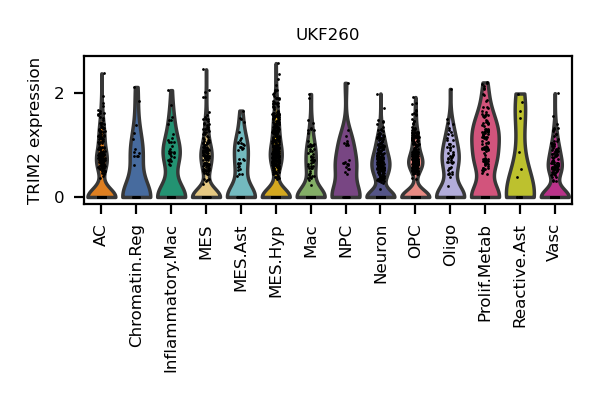 UKF260
TRIM2 expression
2
0
AC
Chromatin.Reg
Inflammatory.Mac
MES
MES.Ast
MES.Hyp
Mac
NPC
Neuron
OPC
Oligo
Prolif.Metab
Reactive.Ast
Vasc